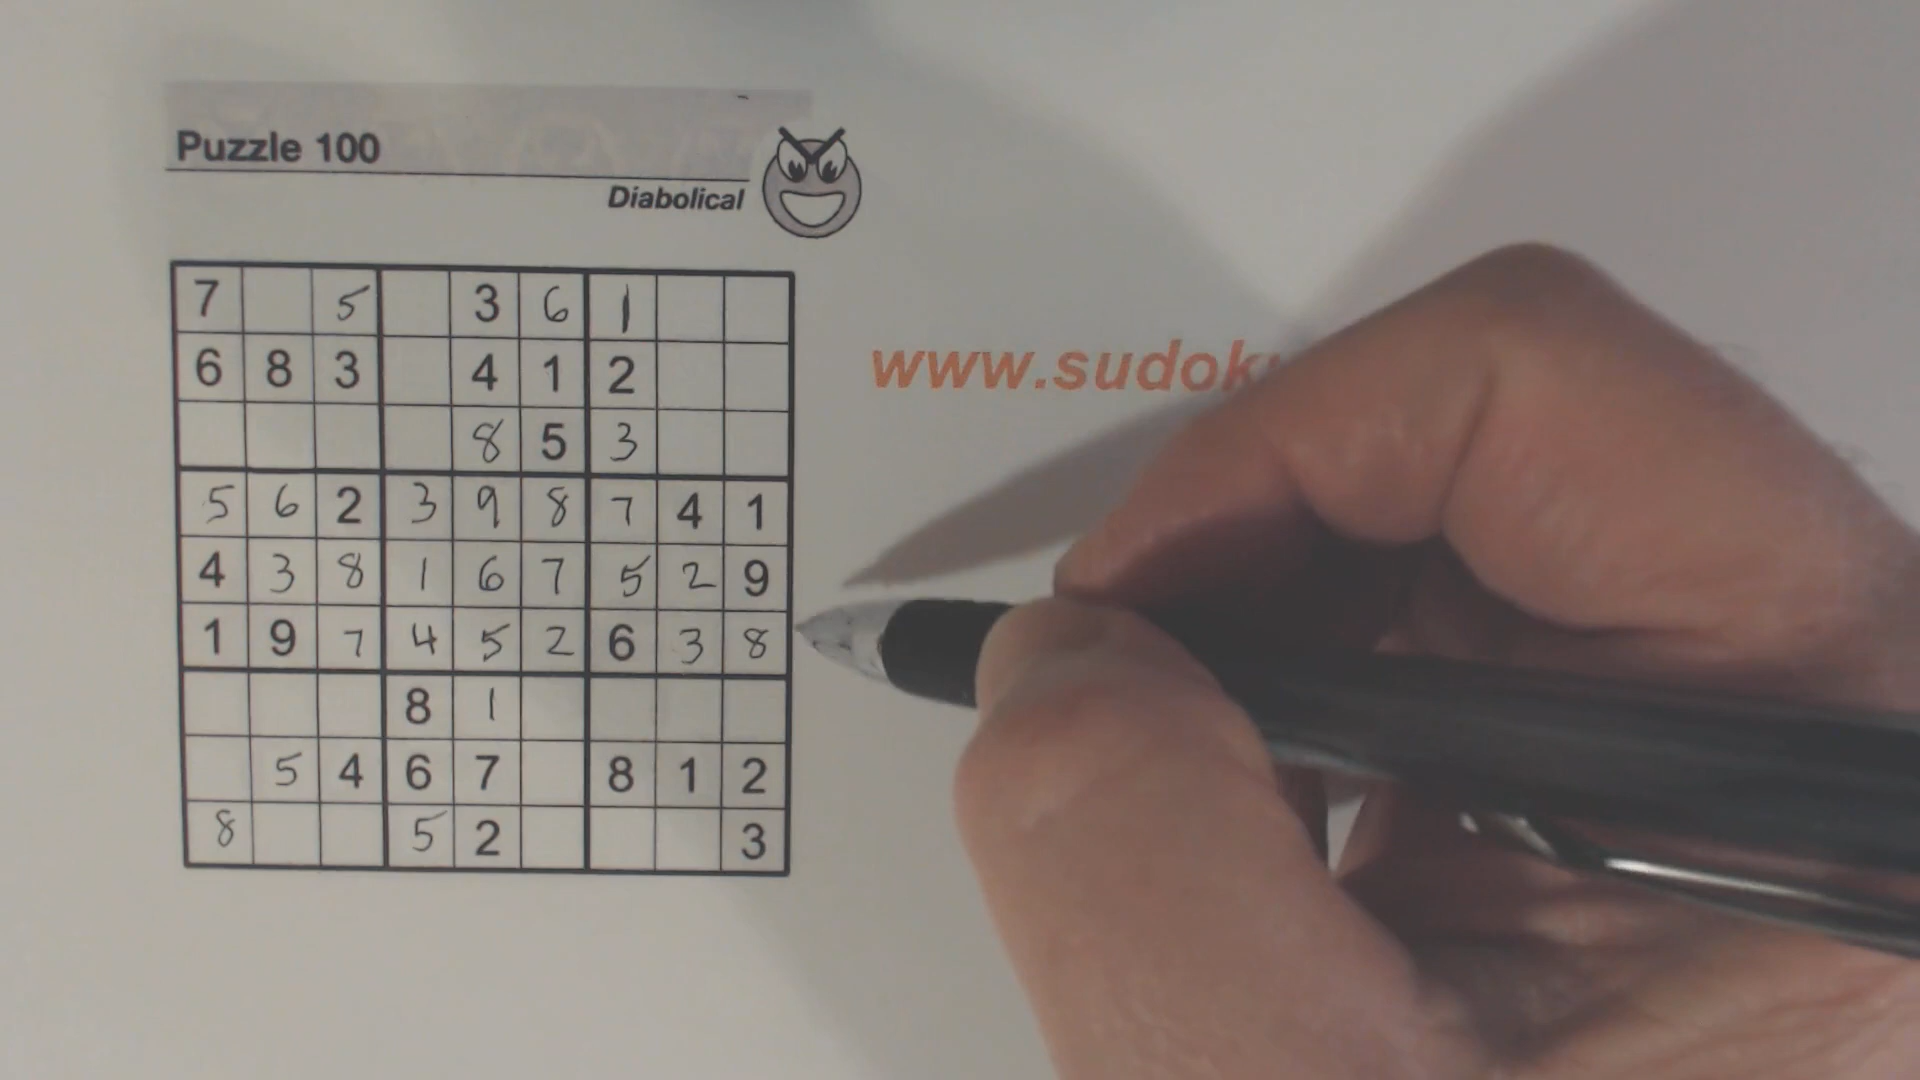 Puzzle 100
Diabolical
www.sudok
7 5 3 6 1
6 8 3 4 1 2
8 5 3
5 6 2 3 9 8 7 4 1
4 3 8 1 6 7 5 2 9
1 9 7 4 5 2 6 3 8
8 1
5 4 6 7 8 1 2
8 5 2 3